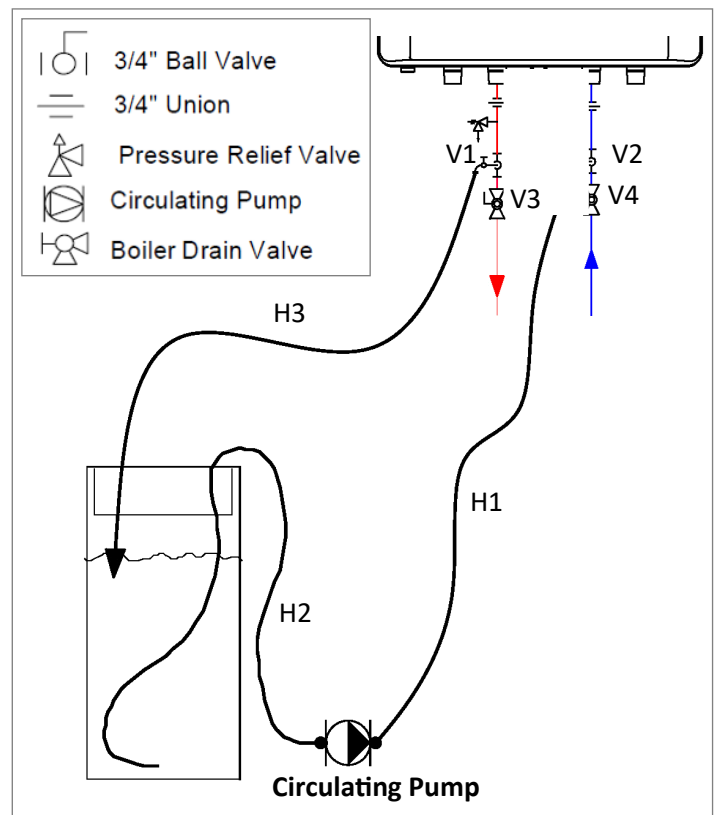 3/4" Ball Valve
3/4" Union
Pressure Relief Valve
Circulating Pump
Boiler Drain Valve
V1
V2
V3
V4
H3
H1
H2
Circulating Pump